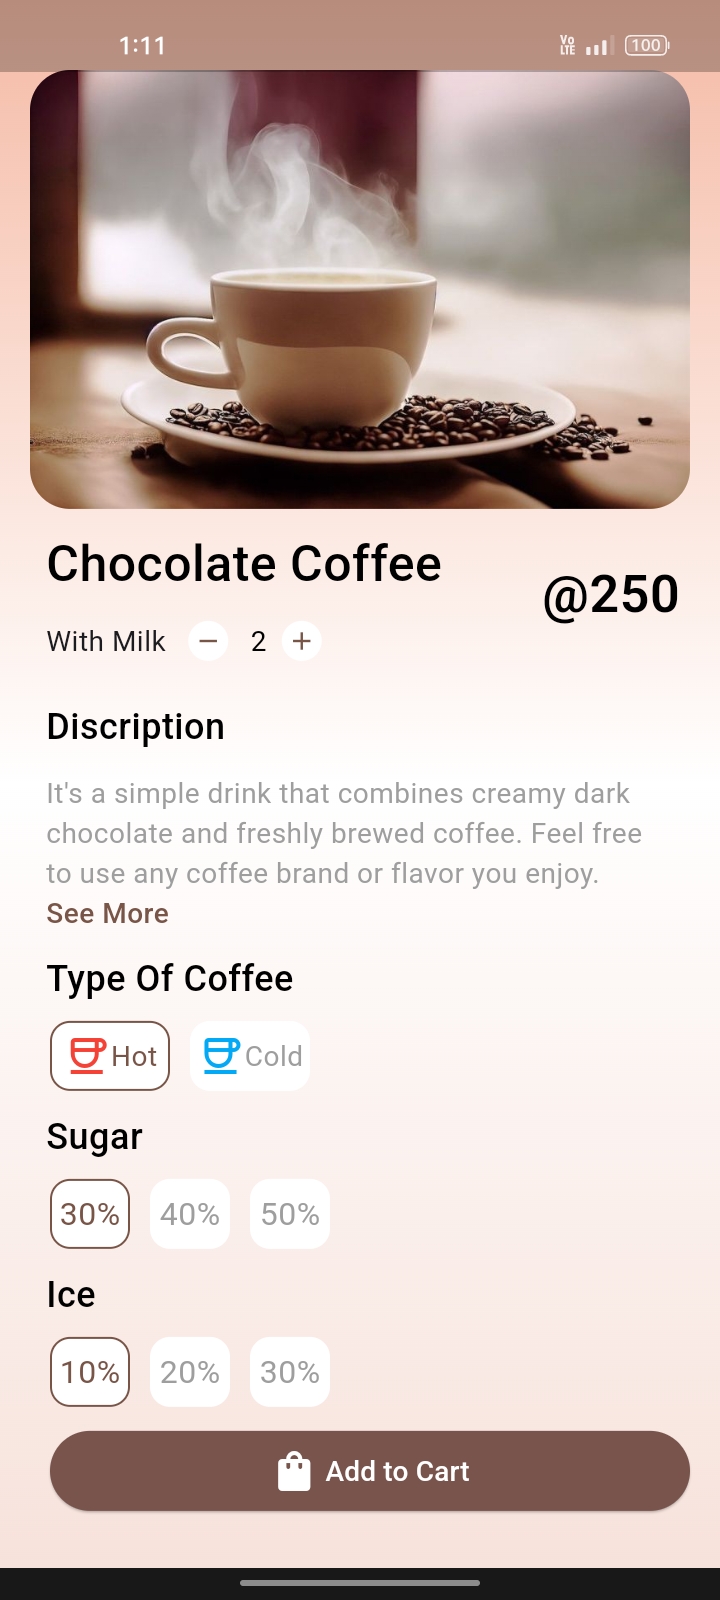 1:11
Vo
LTE
100
Chocolate Coffee
@250
With Milk − 2 +
Discription
It's a simple drink that combines creamy dark
chocolate and freshly brewed coffee. Feel free
to use any coffee brand or flavor you enjoy.
See More
Type Of Coffee
Hot Cold
Sugar
30% 40% 50%
Ice
10% 20% 30%
Add to Cart